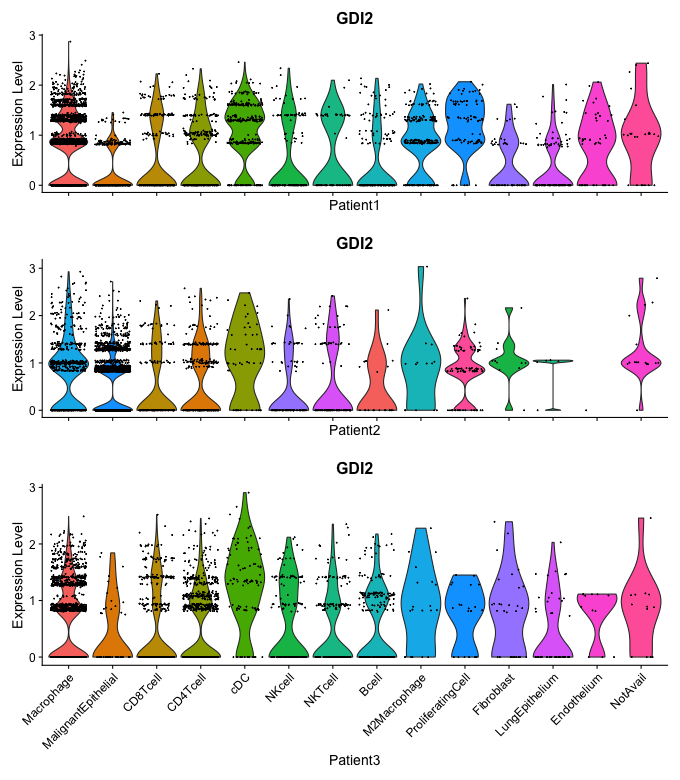 GDI2
Expression Level
3
2
1
0
Patient1
GDI2
Expression Level
3
2
1
0
Patient2
GDI2
Expression Level
3
2
1
0
Macrophage
MalignantEpithelial
CD8Tcell
CD4Tcell
cDC
NKcell
NKTcell
Bcell
M2Macrophage
ProliferatingCell
Fibroblast
LungEpithelium
Endothelium
NotAvail
Patient3